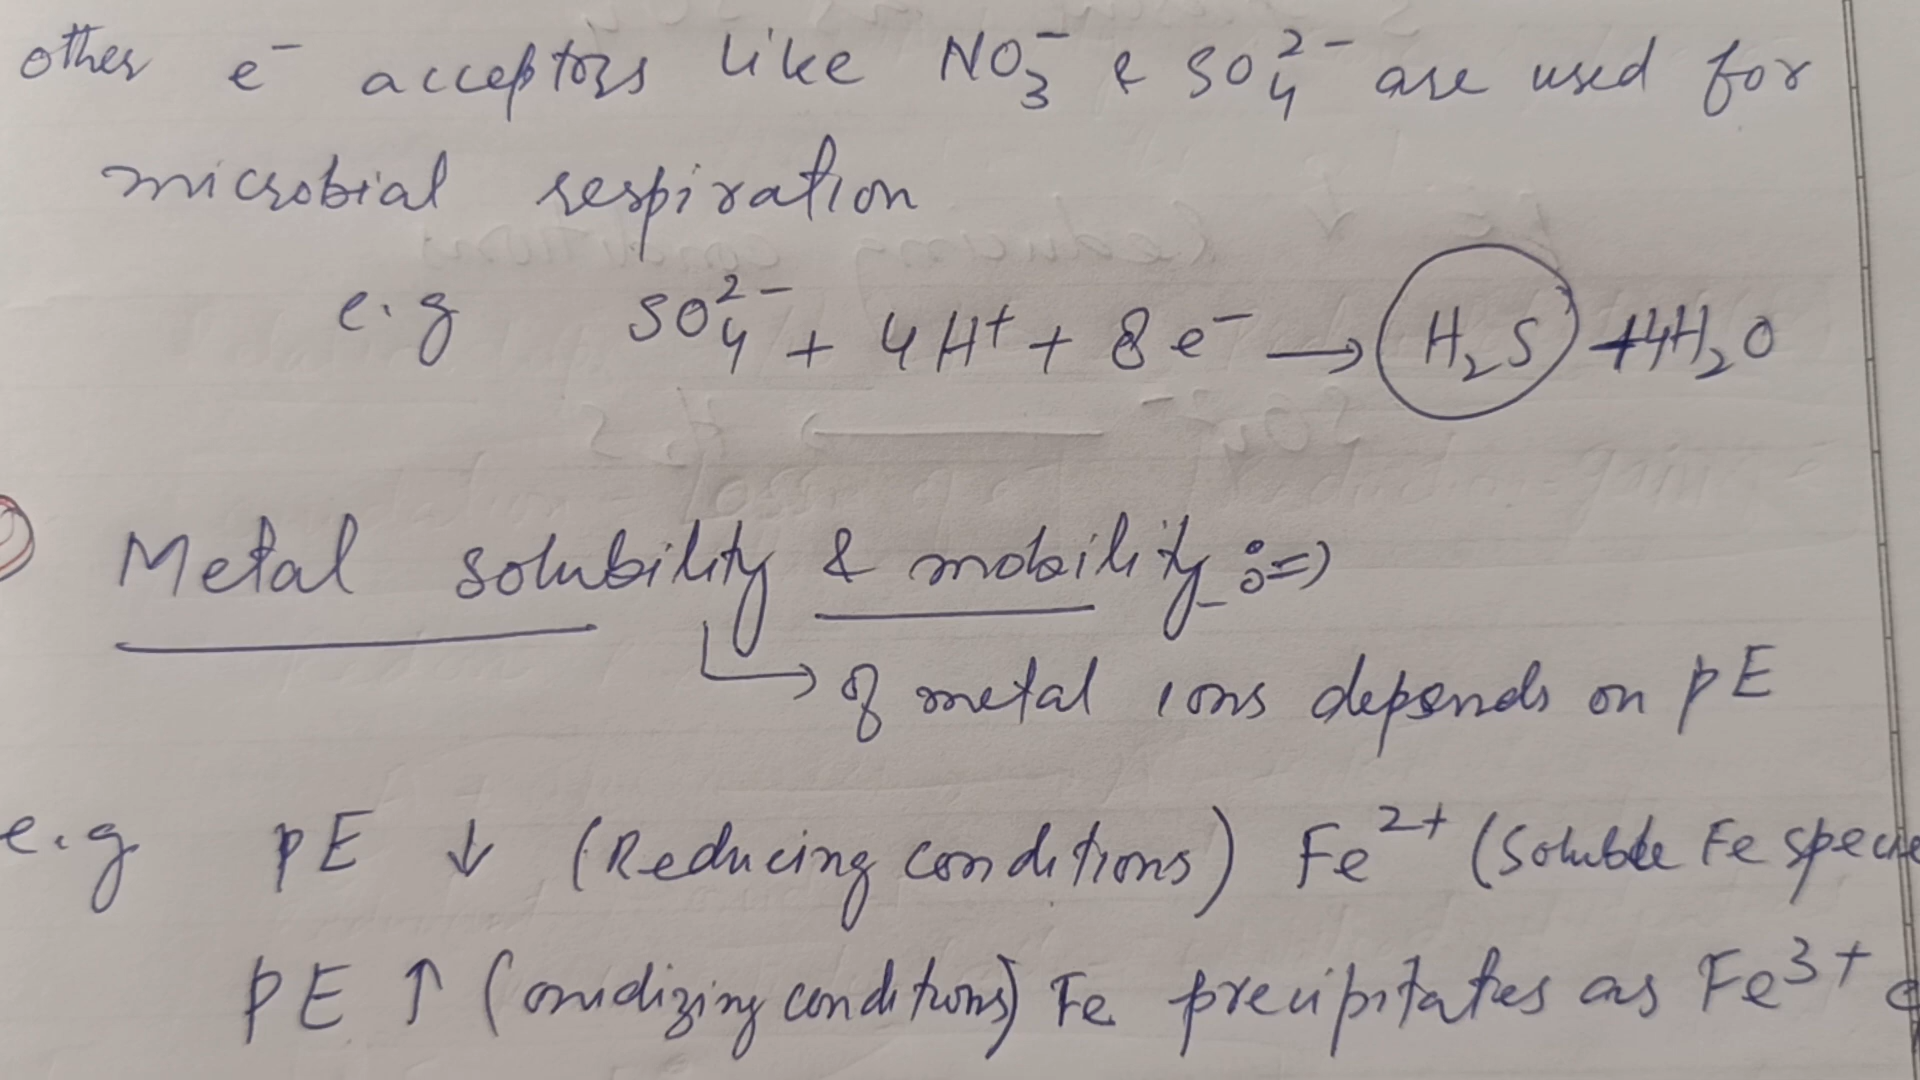 other e⁻ acceptors like NO₃⁻ & SO₄²⁻ are used for
microbial respiration
e.g SO₄²⁻ + 4H⁺ + 8e⁻ → H₂S + 4H₂O
Metal solubility & mobility :⇒
↳ of metal ions depends on pE
e.g pE ↓ (Reducing conditions) Fe²⁺ (Soluble Fe specie
pE ↑ (oxidizing conditions) Fe precipitates as Fe³⁺